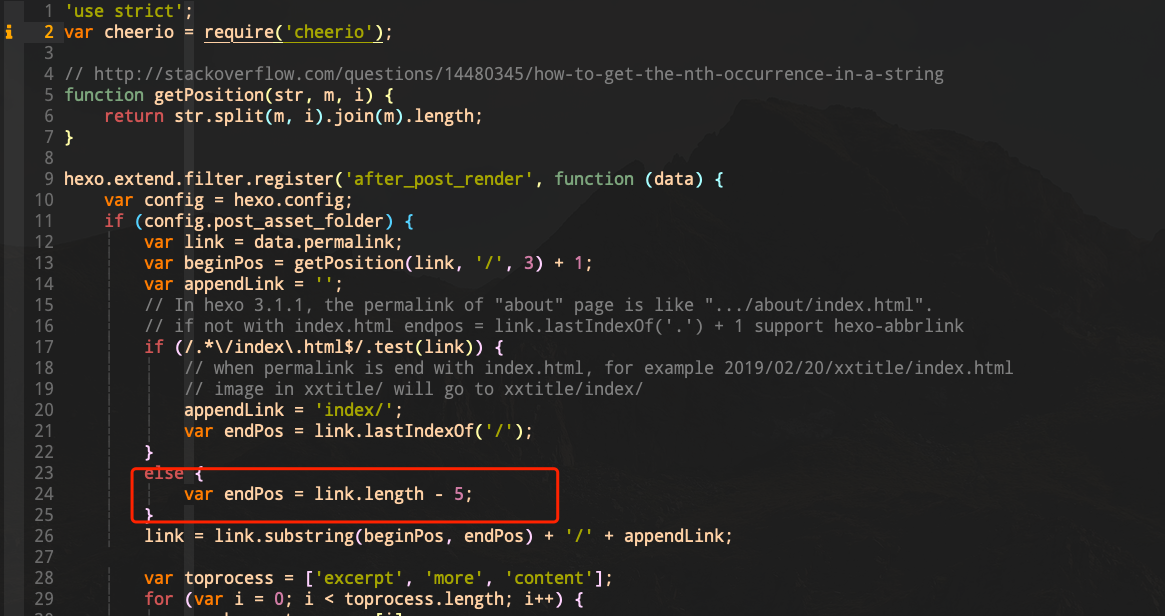 1 'use strict';
2 var cheerio = require('cheerio');
3
4 // http://stackoverflow.com/questions/14480345/how-to-get-the-nth-occurrence-in-a-string
5 function getPosition(str, m, i) {
6     return str.split(m, i).join(m).length;
7 }
8
9 hexo.extend.filter.register('after_post_render', function (data) {
10     var config = hexo.config;
11     if (config.post_asset_folder) {
12         var link = data.permalink;
13         var beginPos = getPosition(link, '/', 3) + 1;
14         var appendLink = '';
15         // In hexo 3.1.1, the permalink of "about" page is like ".../about/index.html".
16         // if not with index.html endpos = link.lastIndexOf('.') + 1 support hexo-abbrlink
17         if (/.*\/index\.html$/.test(link)) {
18             // when permalink is end with index.html, for example 2019/02/20/xxtitle/index.html
19             // image in xxtitle/ will go to xxtitle/index/
20             appendLink = 'index/';
21             var endPos = link.lastIndexOf('/');
22         }
23         else {
24             var endPos = link.length - 5;
25         }
26         link = link.substring(beginPos, endPos) + '/' + appendLink;
27
28         var toprocess = ['excerpt', 'more', 'content'];
29         for (var i = 0; i < toprocess.length; i++) {